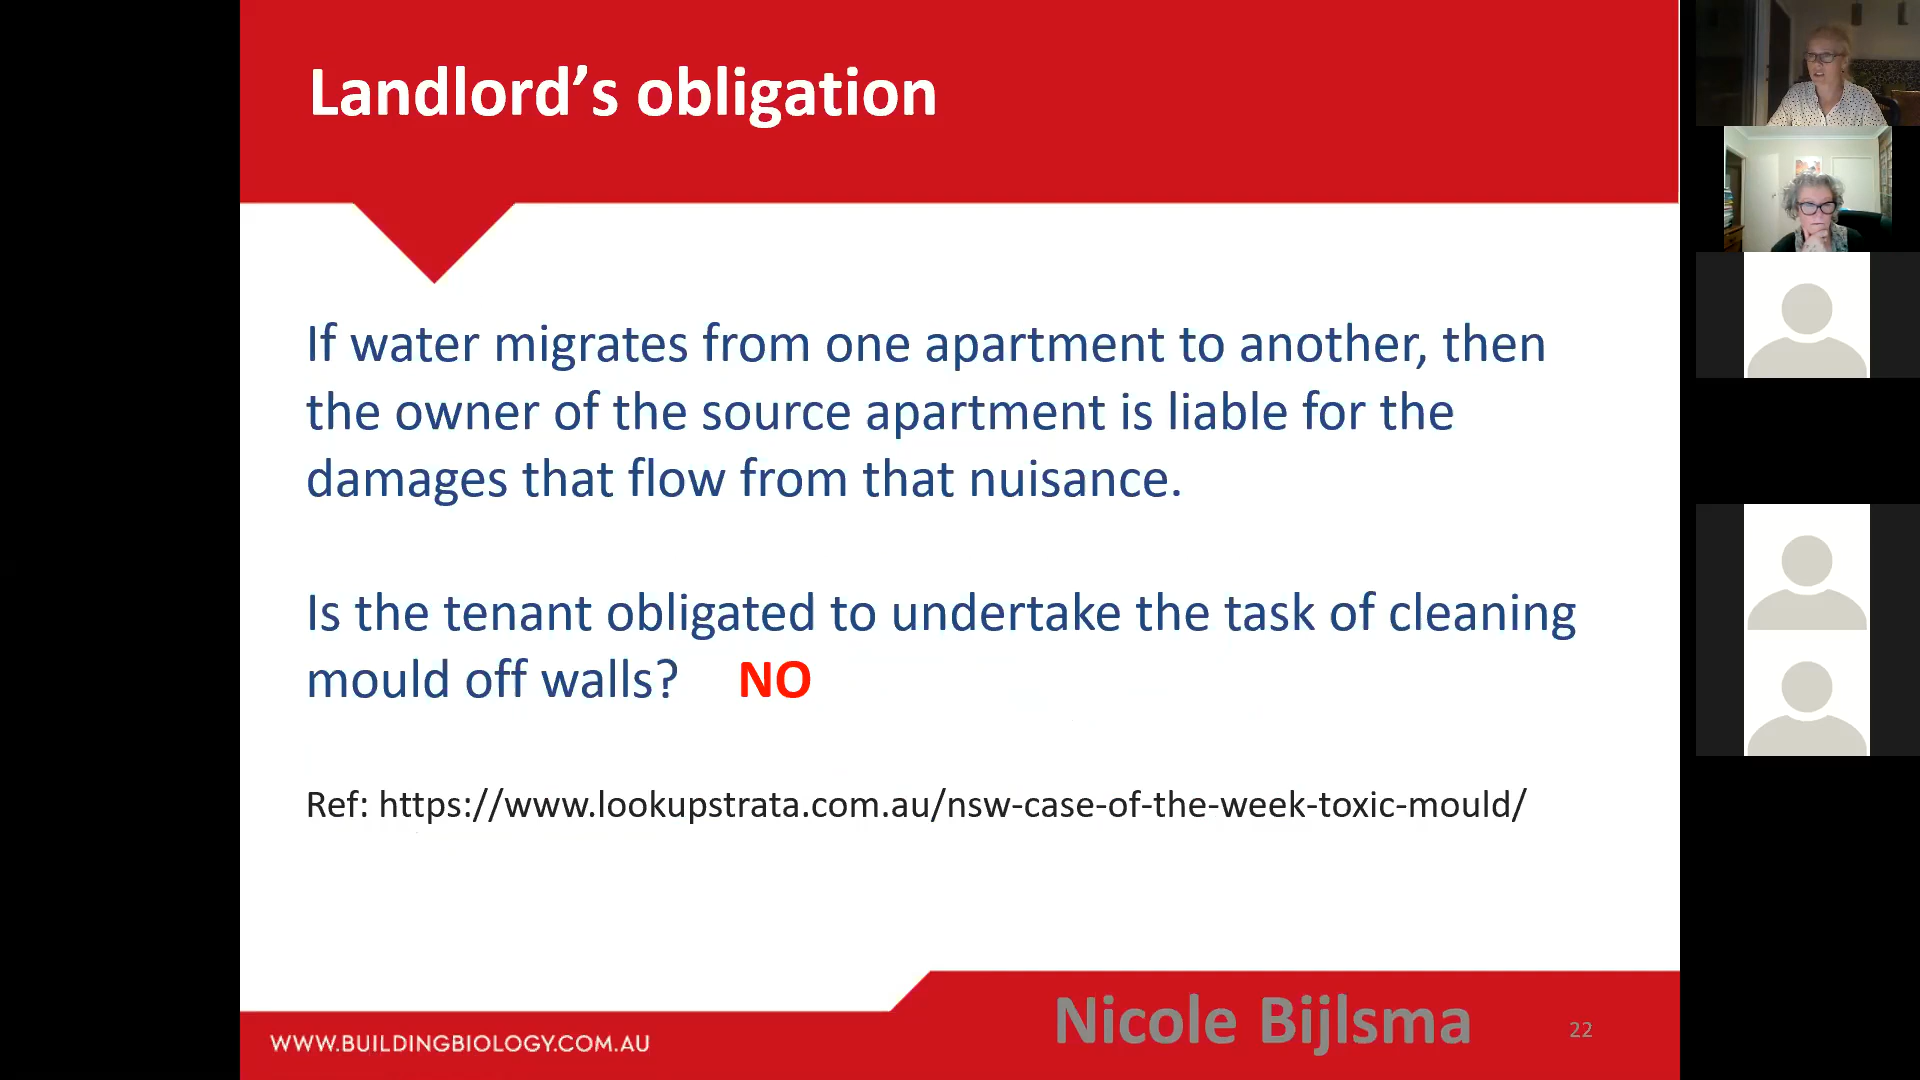 Landlord’s obligation
If water migrates from one apartment to another, then
the owner of the source apartment is liable for the
damages that flow from that nuisance.
Is the tenant obligated to undertake the task of cleaning
mould off walls? NO
Ref: https://www.lookupstrata.com.au/nsw-case-of-the-week-toxic-mould/
WWW.BUILDINGBIOLOGY.COM.AU
Nicole Bijlsma
22